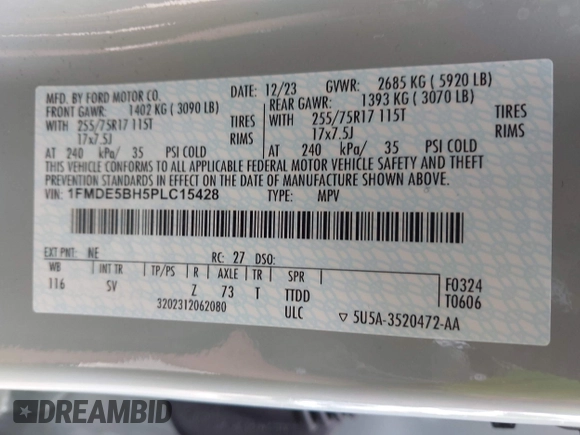 MFD. BY FORD MOTOR CO.
DATE: 12/23 GVWR: 2685 KG ( 5920 LB)
FRONT GAWR: 1402 KG ( 3090 LB) REAR GAWR: 1393 KG ( 3070 LB)
WITH 255/75R17 115T TIRES WITH 255/75R17 115T TIRES
17x7.5J RIMS 17x7.5J RIMS
AT 240 kPa/ 35 PSI COLD AT 240 kPa/ 35 PSI COLD
THIS VEHICLE CONFORMS TO ALL APPLICABLE FEDERAL MOTOR VEHICLE SAFETY AND THEFT
PREVENTION STANDARDS IN EFFECT ON THE DATE OF MANUFACTURE SHOWN ABOVE.
VIN: 1FMDE5BH5PLC15428 TYPE: MPV
EXT PNT: NE RC: 27 DSO:
WB INT TR TP/PS R AXLE TR SPR F0324
116 SV Z 73 T TTDD T0606
3202312062080 ULC ▽ 5U5A-3520472-AA
DREAMBID